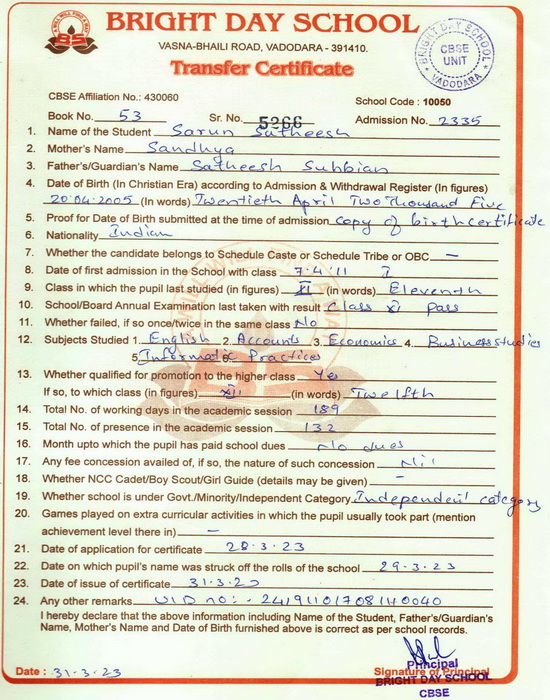 BRIGHT DAY SCHOOL
VASNA-BHAILI ROAD, VADODARA - 391410.
Transfer Certificate
BRIGHT DAY SCHOOL
CBSE
UNIT
VADODARA
CBSE Affiliation No.: 430060
School Code : 10050
Book No. 53 Sr. No. 5266 Admission No. 2335
1. Name of the Student Sarun Satheesh
2. Mother's Name Sandhya
3. Father's/Guardian's Name Satheesh Subbian
4. Date of Birth (In Christian Era) according to Admission & Withdrawal Register (In figures)
20.04.2005 (In words) Twentieth April Two Thousand Five
5. Proof for Date of Birth submitted at the time of admission copy of birth certificate
6. Nationality Indian
7. Whether the candidate belongs to Schedule Caste or Schedule Tribe or OBC –
8. Date of first admission in the School with class 7.4.11 I
9. Class in which the pupil last studied (in figures) XI (in words) Eleventh
10. School/Board Annual Examination last taken with result Class XI pass
11. Whether failed, if so once/twice in the same class No
12. Subjects Studied 1. English 2. Accounts 3. Economics 4. Business studies
5. Practices
13. Whether qualified for promotion to the higher class Yes
If so, to which class (in figures) XII (in words) Twelfth
14. Total No. of working days in the academic session 189
15. Total No. of presence in the academic session 132
16. Month upto which the pupil has paid school dues No dues
17. Any fee concession availed of, if so, the nature of such concession Nil
18. Whether NCC Cadet/Boy Scout/Girl Guide (details may be given) –
19. Whether school is under Govt./Minority/Independent Category Independent category
20. Games played on extra curricular activities in which the pupil usually took part (mention
achievement level there in) –
21. Date of application for certificate 28.3.23
22. Date on which pupil's name was struck off the rolls of the school 29.3.23
23. Date of issue of certificate 31.3.23
24. Any other remarks UID no:-
I hereby declare that the above information including Name of the Student, Father's/Guardian's
Name, Mother's Name and Date of Birth furnished above is correct as per school records.
Date : 31.3.23
Signature of Principal
Principal
BRIGHT DAY SCHOOL
CBSE